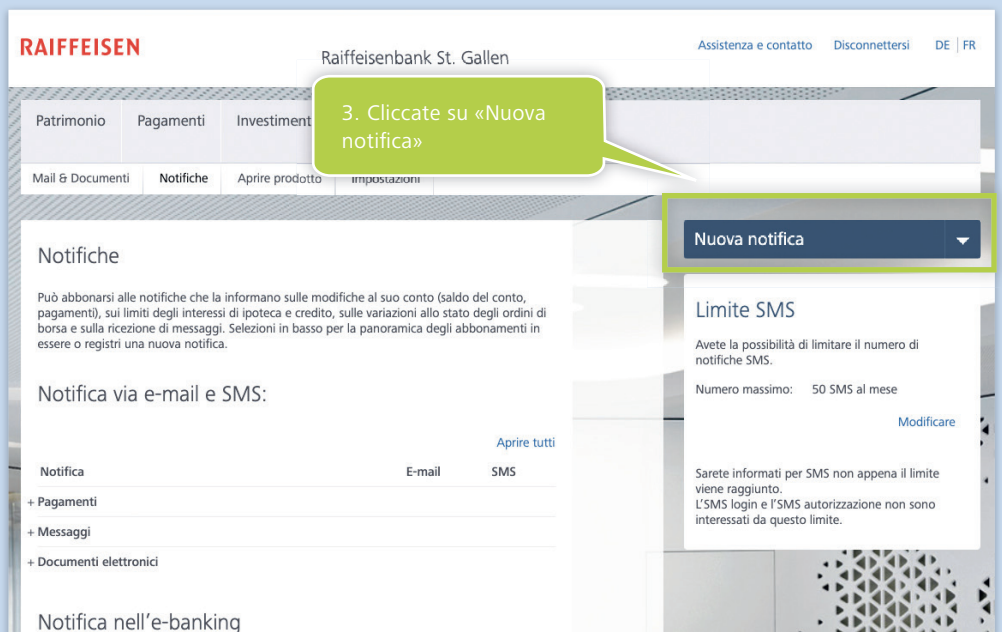 RAIFFEISEN
Raiffeisenbank St. Gallen
Assistenza e contatto
Disconnettersi
DE | FR
3. Cliccate su «Nuova
notifica»
Patrimonio
Pagamenti
Investiment
Mail & Documenti
Notifiche
Aprire prodotto
Impostazioni
Nuova notifica
Notifiche
Può abbonarsi alle notifiche che la informano sulle modifiche al suo conto (saldo del conto,
pagamenti), sui limiti degli interessi di ipoteca e credito, sulle variazioni allo stato degli ordini di
borsa e sulla ricezione di messaggi. Selezioni in basso per la panoramica degli abbonamenti in
essere o registri una nuova notifica.
Notifica via e-mail e SMS:
Aprire tutti
Notifica
E-mail
SMS
+ Pagamenti
+ Messaggi
+ Documenti elettronici
Notifica nell'e-banking
Limite SMS
Avete la possibilità di limitare il numero di
notifiche SMS.
Numero massimo: 50 SMS al mese
Modificare
Sarete informati per SMS non appena il limite
viene raggiunto.
L'SMS login e l'SMS autorizzazione non sono
interessati da questo limite.